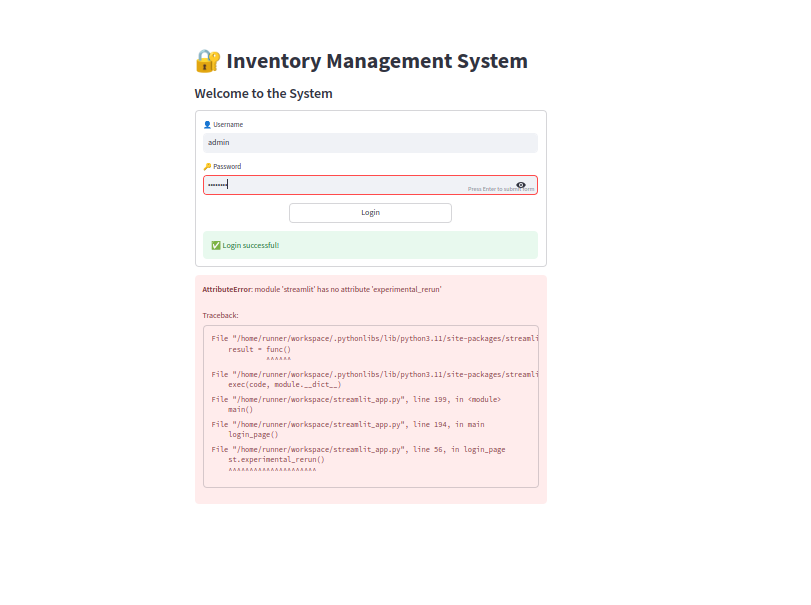 🔐 Inventory Management System
Welcome to the System
👤 Username
admin
🔑 Password
••••••••
Press Enter to submit form
Login
✅ Login successful!
AttributeError: module 'streamlit' has no attribute 'experimental_rerun'
Traceback:
File "/home/runner/workspace/.pythonlibs/lib/python3.11/site-packages/streamli
result = func()
^^^^^^
File "/home/runner/workspace/.pythonlibs/lib/python3.11/site-packages/streamli
exec(code, module.__dict__)
File "/home/runner/workspace/streamlit_app.py", line 199, in <module>
main()
File "/home/runner/workspace/streamlit_app.py", line 194, in main
login_page()
File "/home/runner/workspace/streamlit_app.py", line 56, in login_page
st.experimental_rerun()
^^^^^^^^^^^^^^^^^^^^^